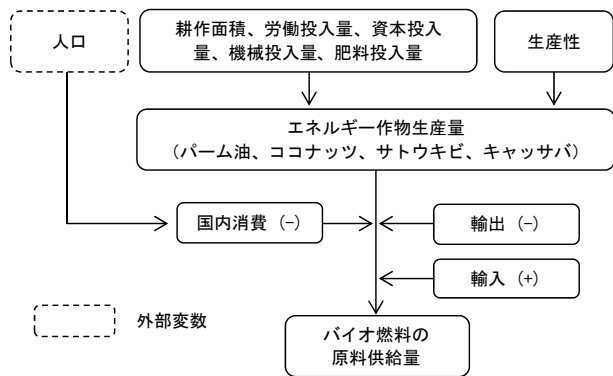 人口
耕作面積、労働投入量、資本投入
量、機械投入量、肥料投入量
生産性
エネルギー作物生産量
（パーム油、ココナッツ、サトウキビ、キャッサバ）
国内消費（−）
輸出（−）
輸入（+）
外部変数
バイオ燃料の
原料供給量